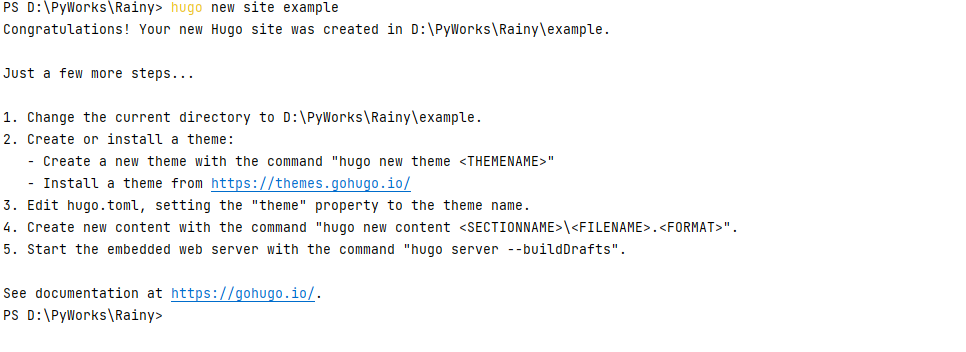 PS D:\PyWorks\Rainy> hugo new site example
Congratulations! Your new Hugo site was created in D:\PyWorks\Rainy\example.
Just a few more steps...
1. Change the current directory to D:\PyWorks\Rainy\example.
2. Create or install a theme:
   - Create a new theme with the command "hugo new theme <THEMENAME>"
   - Install a theme from https://themes.gohugo.io/
3. Edit hugo.toml, setting the "theme" property to the theme name.
4. Create new content with the command "hugo new content <SECTIONNAME>\<FILENAME>.<FORMAT>".
5. Start the embedded web server with the command "hugo server --buildDrafts".
See documentation at https://gohugo.io/.
PS D:\PyWorks\Rainy>